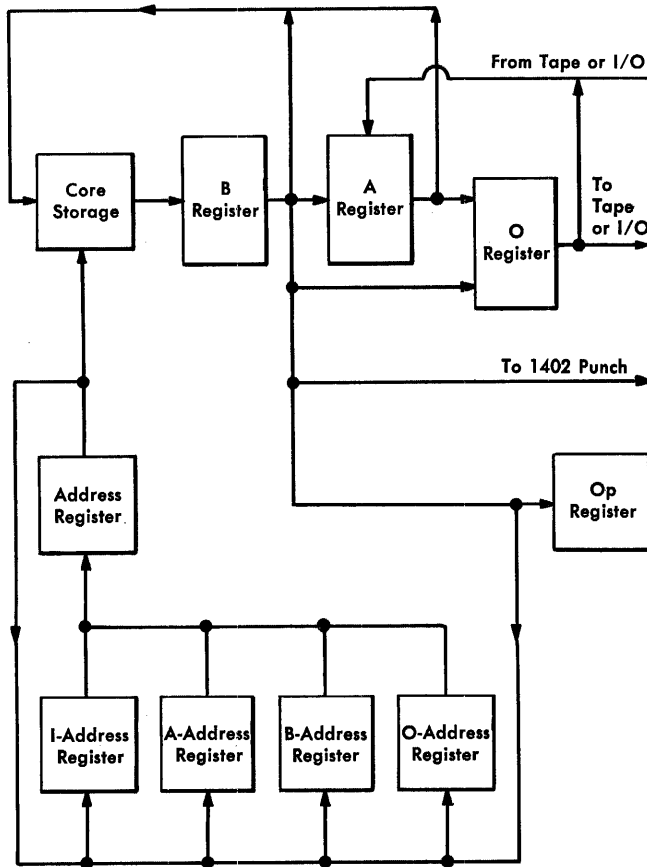 From Tape or I/O
Core
Storage
B
Register
A
Register
O
Register
To
Tape
or I/O
To 1402 Punch
Address
Register
Op
Register
I-Address
Register
A-Address
Register
B-Address
Register
O-Address
Register